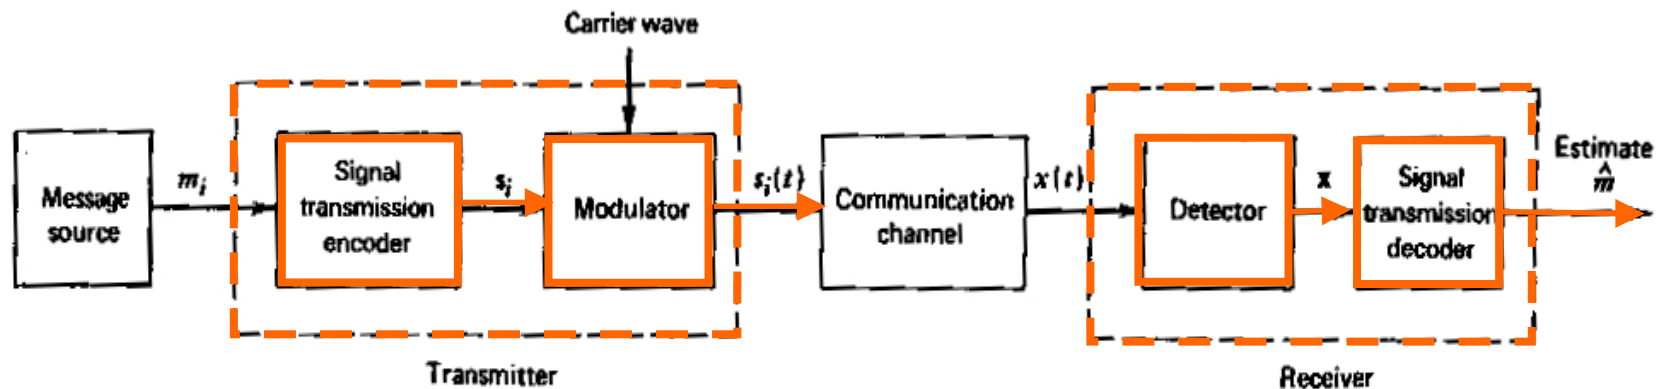 Carrier wave
Message
source
m_i
Signal
transmission
encoder
s_i
Modulator
s_i(t)
Communication
channel
x(t)
Detector
x
Signal
transmission
decoder
Estimate
m̂
Transmitter
Receiver